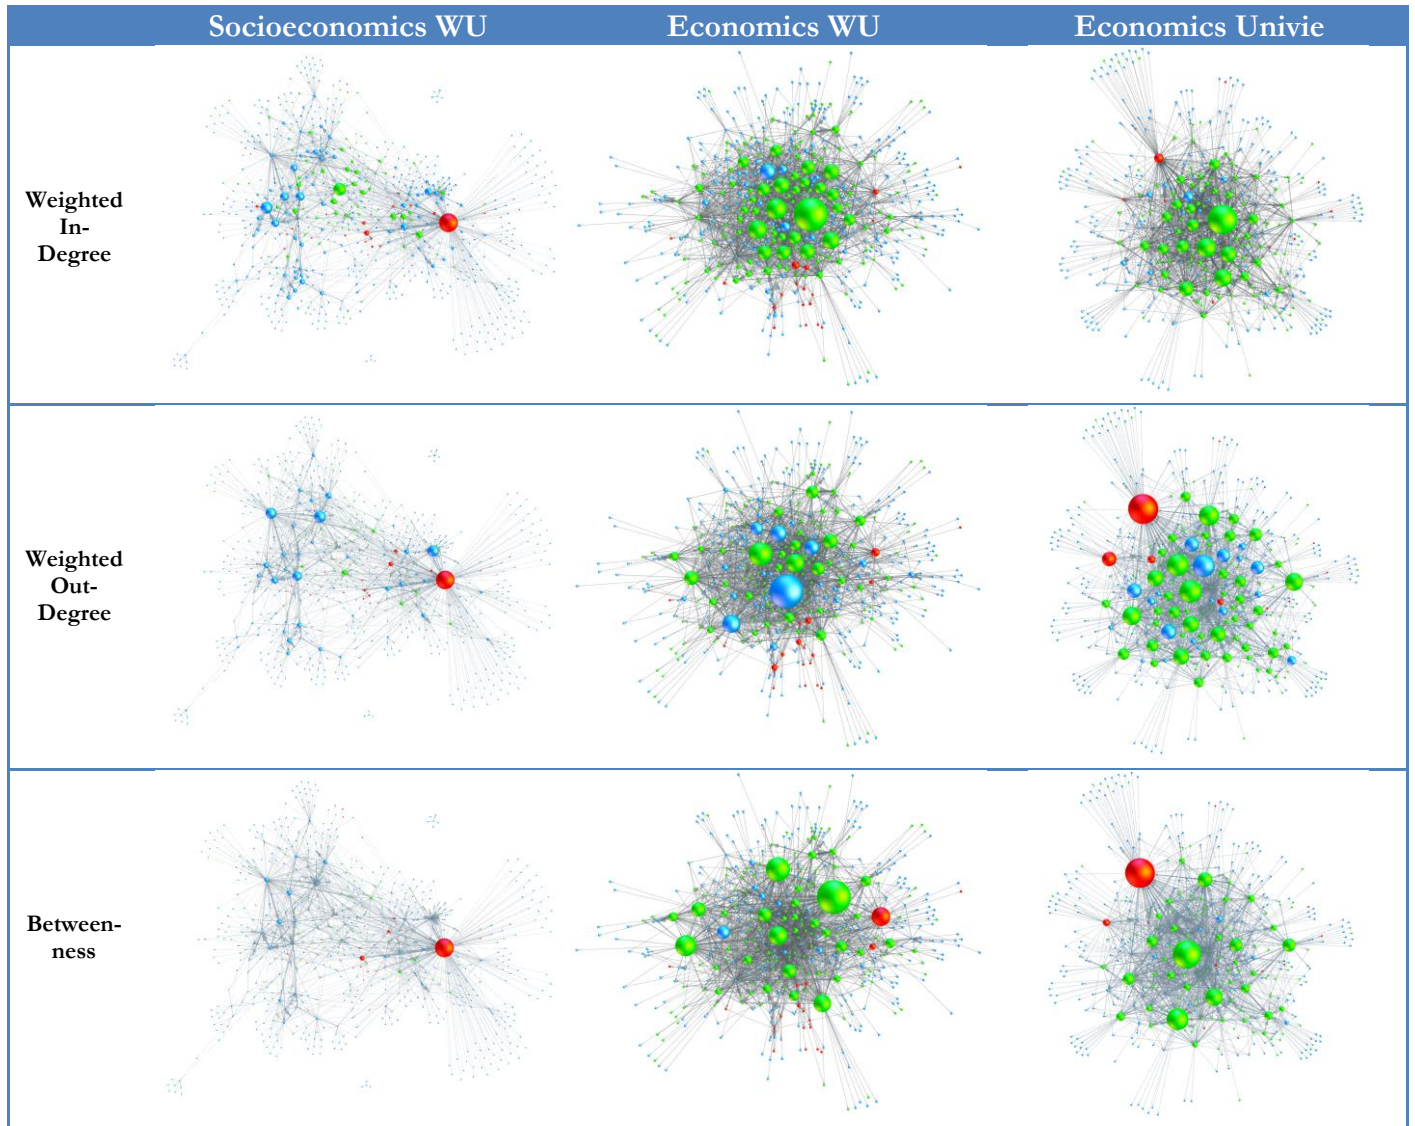 Socioeconomics WU Economics WU Economics Univie
Weighted
In-
Degree
Weighted
Out-
Degree
Between-
ness